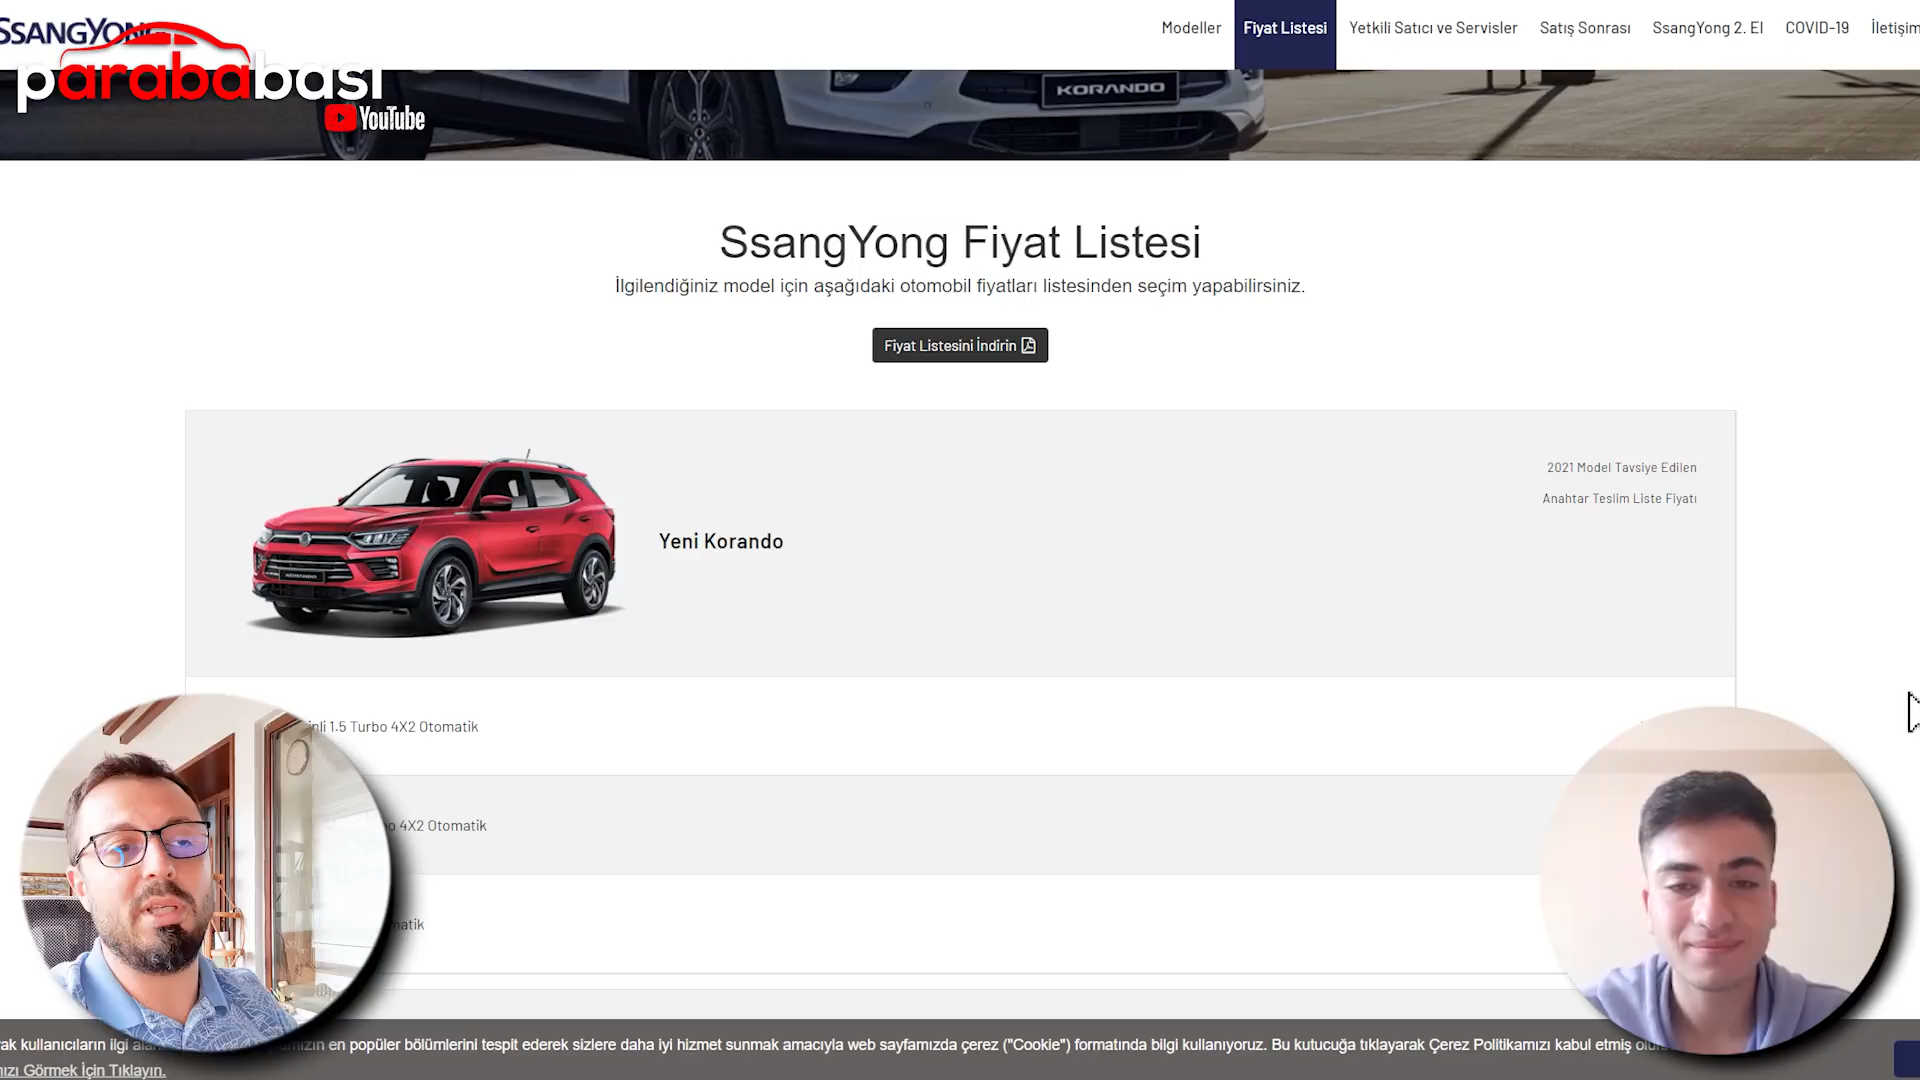 SSANGYONG
Modeller
Fiyat Listesi
Yetkili Satıcı ve Servisler
Satış Sonrası
SsangYong 2. El
COVID-19
İletişim
parababası
YouTube
KORANDO
SsangYong Fiyat Listesi
İlgilendiğiniz model için aşağıdaki otomobil fiyatları listesinden seçim yapabilirsiniz.
Fiyat Listesini İndirin
2021 Model Tavsiye Edilen
Anahtar Teslim Liste Fiyatı
Yeni Korando
1.5 Turbo 4X2 Otomatik
4X2 Otomatik
kullanıcıların ilgi
en popüler bölümlerini tespit ederek sizlere daha iyi hizmet sunmak amacıyla web sayfamızda çerez ("Cookie") formatında bilgi kullanıyoruz. Bu kutucuğa tıklayarak Çerez Politikamızı kabul etmiş
Görmek İçin Tıklayın.